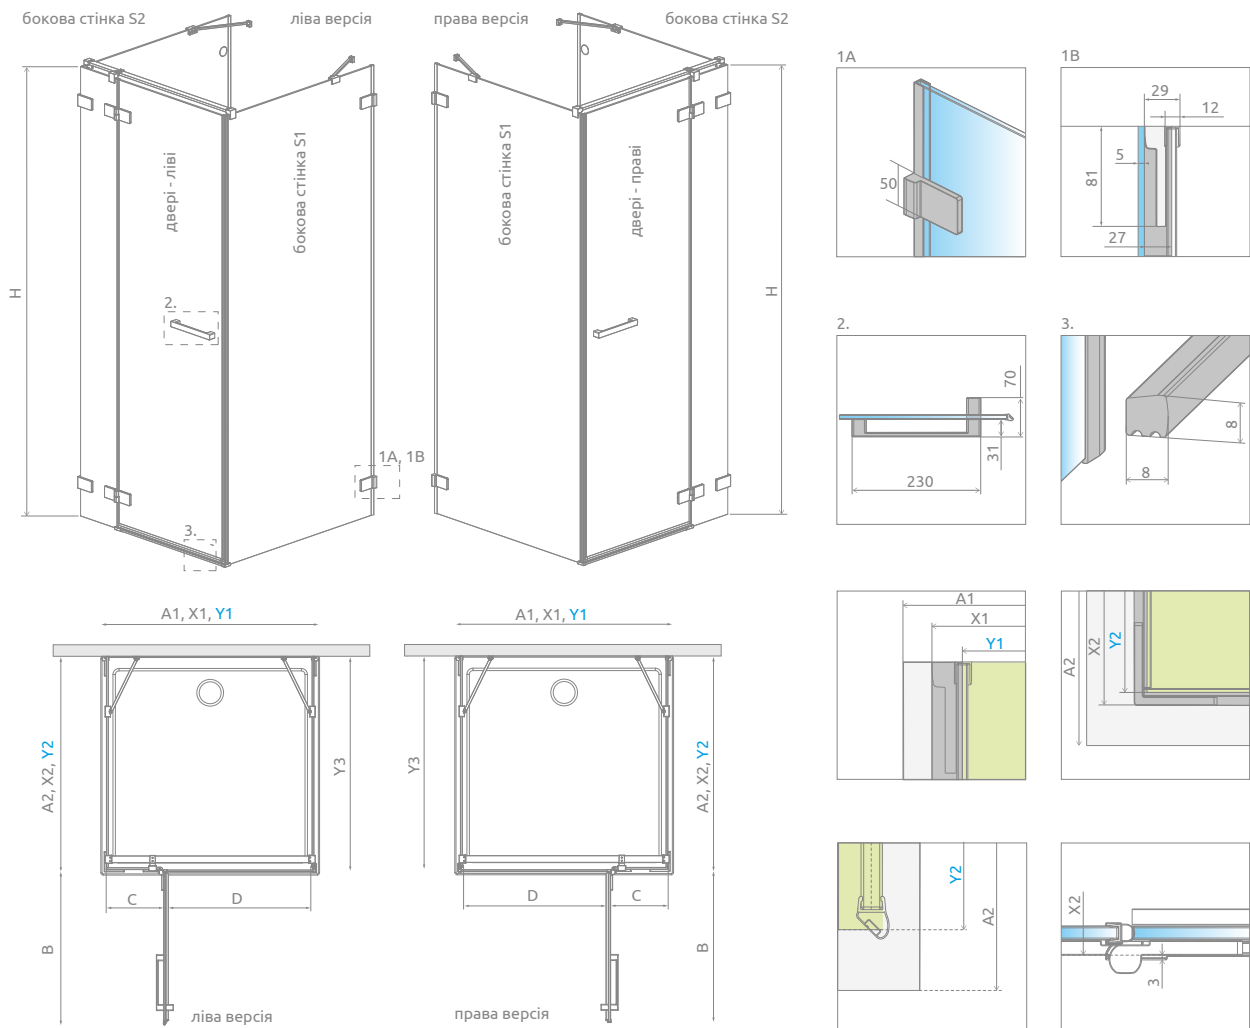 бокова стінка S2
ліва версія
права версія
бокова стінка S2
H
двері - ліві
бокова стінка S1
2.
1A, 1B
3.
бокова стінка S1
двері - праві
H
1A
50
1B
29
12
5
81
27
2.
70
31
230
3.
8
8
A1, X1, Y1
A2, X2, Y2
Y3
C
D
B
ліва версія
A1, X1, Y1
Y3
A2, X2, Y2
D
C
B
права версія
A1
X1
Y1
A2
X2
Y2
Y2
A2
X2
3